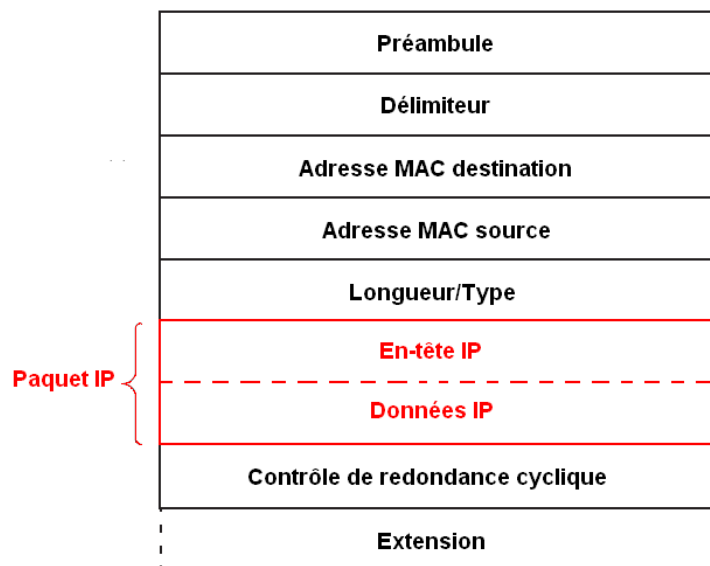 Préambule
Délimiteur
Adresse MAC destination
Adresse MAC source
Longueur/Type
En-tête IP
Paquet IP
Données IP
Contrôle de redondance cyclique
Extension